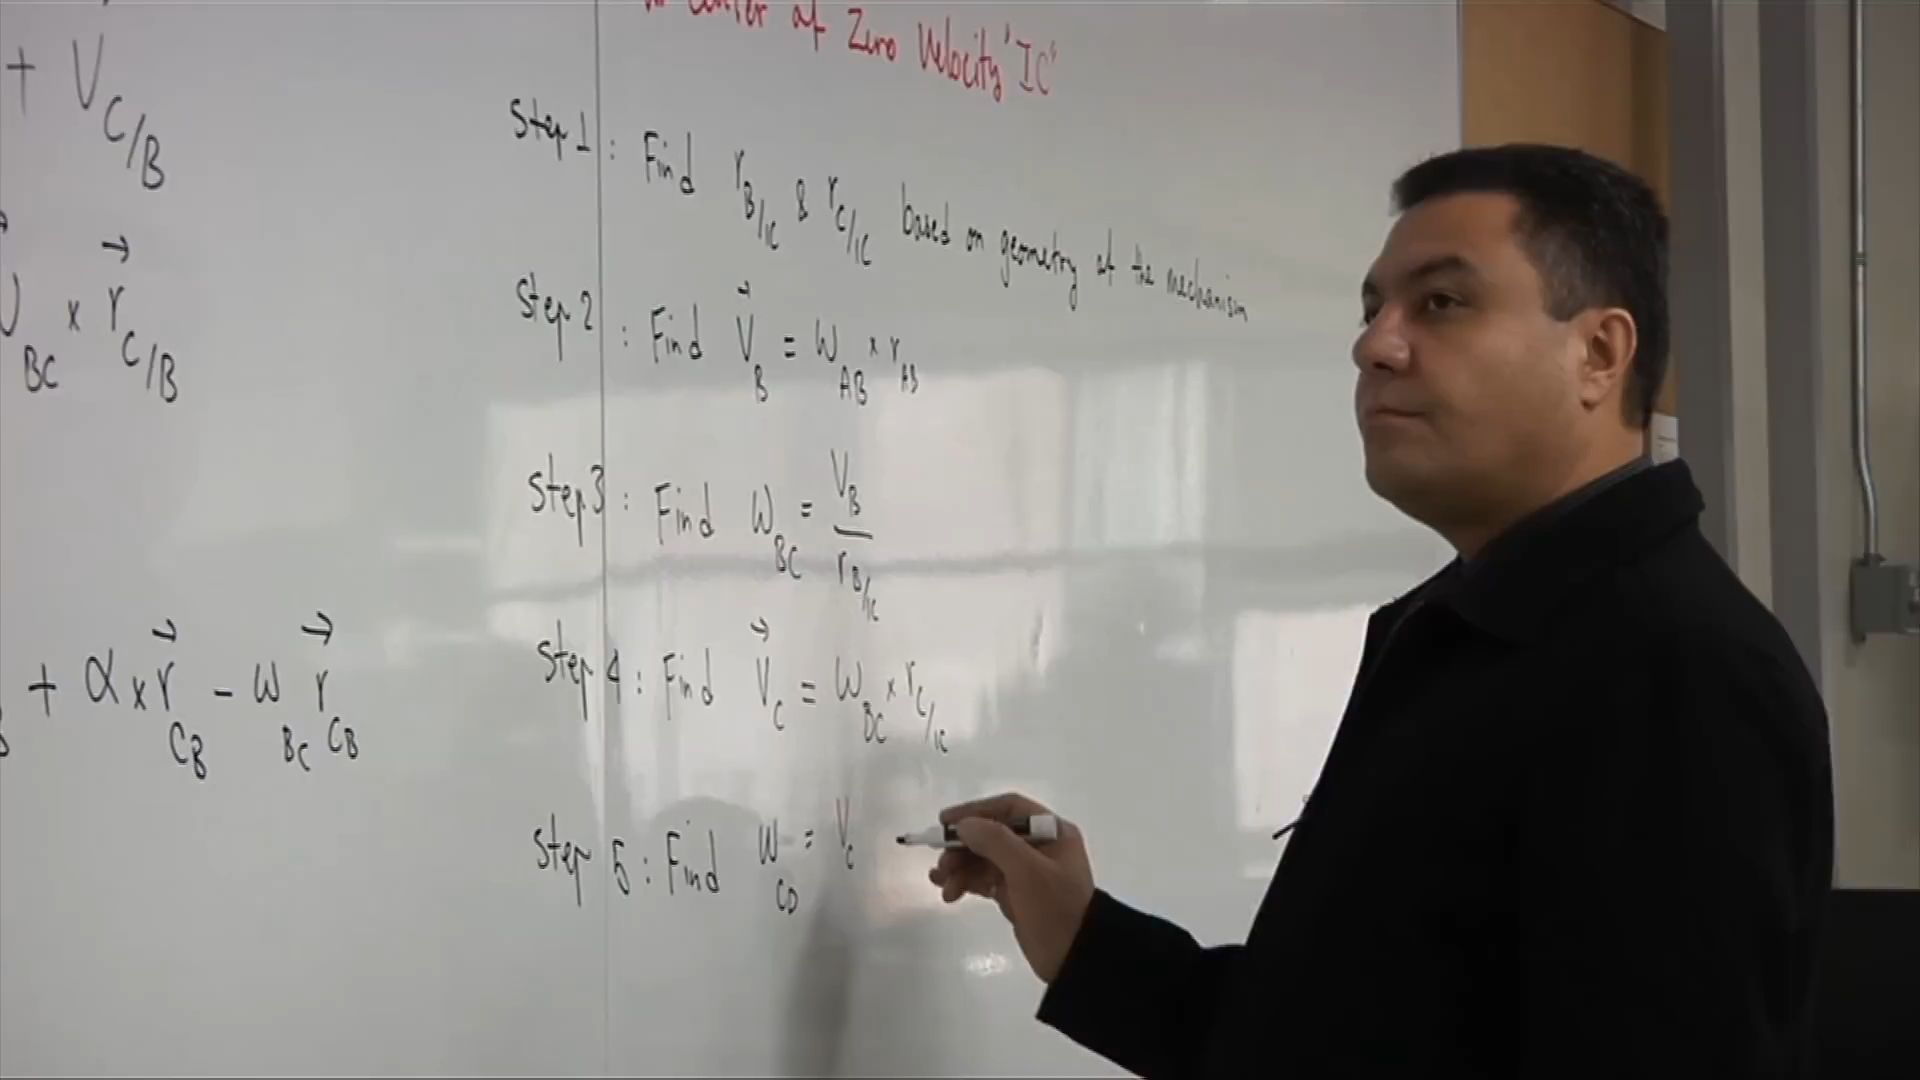 + V C/B
BC × r⃗ C/B
+ α × r⃗ CB - ω BC r⃗ CB
Center of Zero Velocity "IC"
Step 1 : Find r B/IC & r C/IC based on geometry of the mechanism
Step 2 : Find V⃗ B = ω AB × r AB
Step 3 : Find ω BC = V B / r B/IC
Step 4 : Find V⃗ C = ω BC × r C/IC
Step 5 : Find ω CD = V C